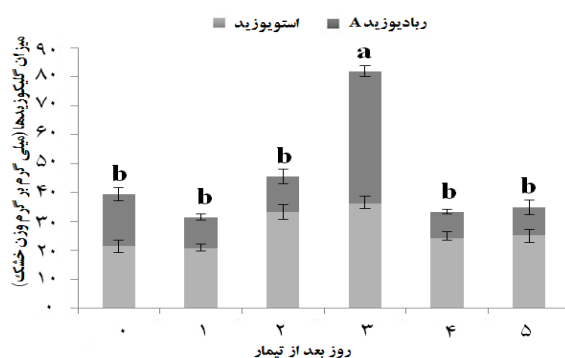 استویوزید ربادیوزید A
میزان گلیکوزیدها (میلی گرم بر گرم وزن خشک)
۹۰
۸۰
۷۰
۶۰
۵۰
۴۰
۳۰
۲۰
۱۰
۰
b b b a b b
۰ ۱ ۲ ۳ ۴ ۵
روز بعد از تیمار